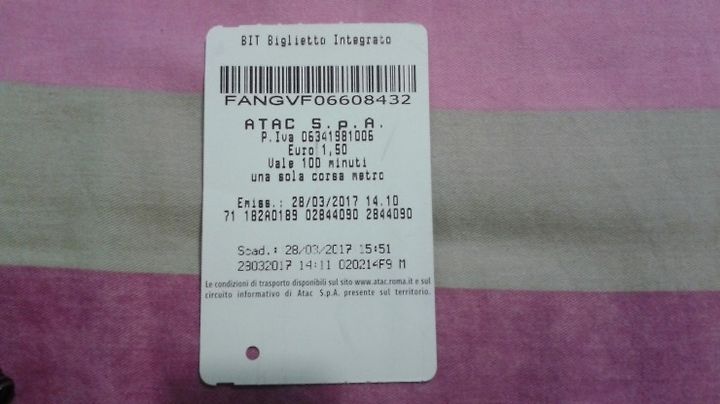 BIT Biglietto Integrato
FANGVF06608432
ATAC S.p.A.
P.Iva 06341981006
Euro 1,50
Vale 100 minuti
una sola corsa metro
Emiss.: 28/03/2017 14.10
71 182A0189 02844090 2844090
Scad.: 28/03/2017 15:51
28032017 14:11 020214F9 M
Le condizioni di trasporto disponibili sul sito www.atac.roma.it e sul
circuito informativo di Atac S.p.A. presente sul territorio.